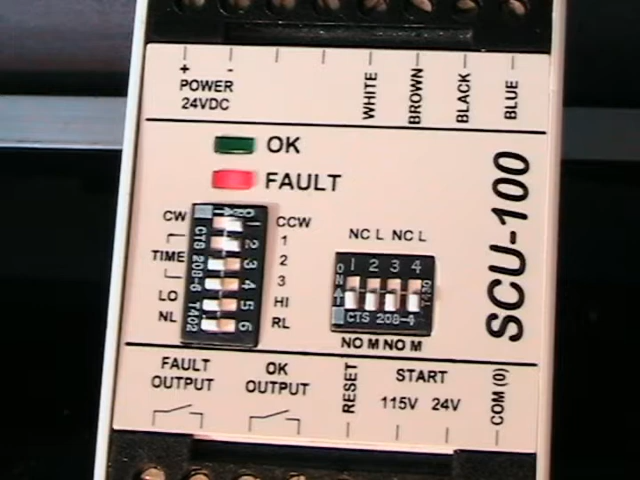 + -
POWER
24VDC
WHITE
BROWN
BLACK
BLUE
OK
FAULT
SCU-100
CW
CCW
TIME
1
2
3
LO
HI
NL
RL
CTS 208-6
T402
1 2 3 4 5 6
NC L NC L
1 2 3 4
ON
CTS 208-4
NO M NO M
FAULT
OUTPUT
OK
OUTPUT
RESET
START
115V 24V
COM (0)